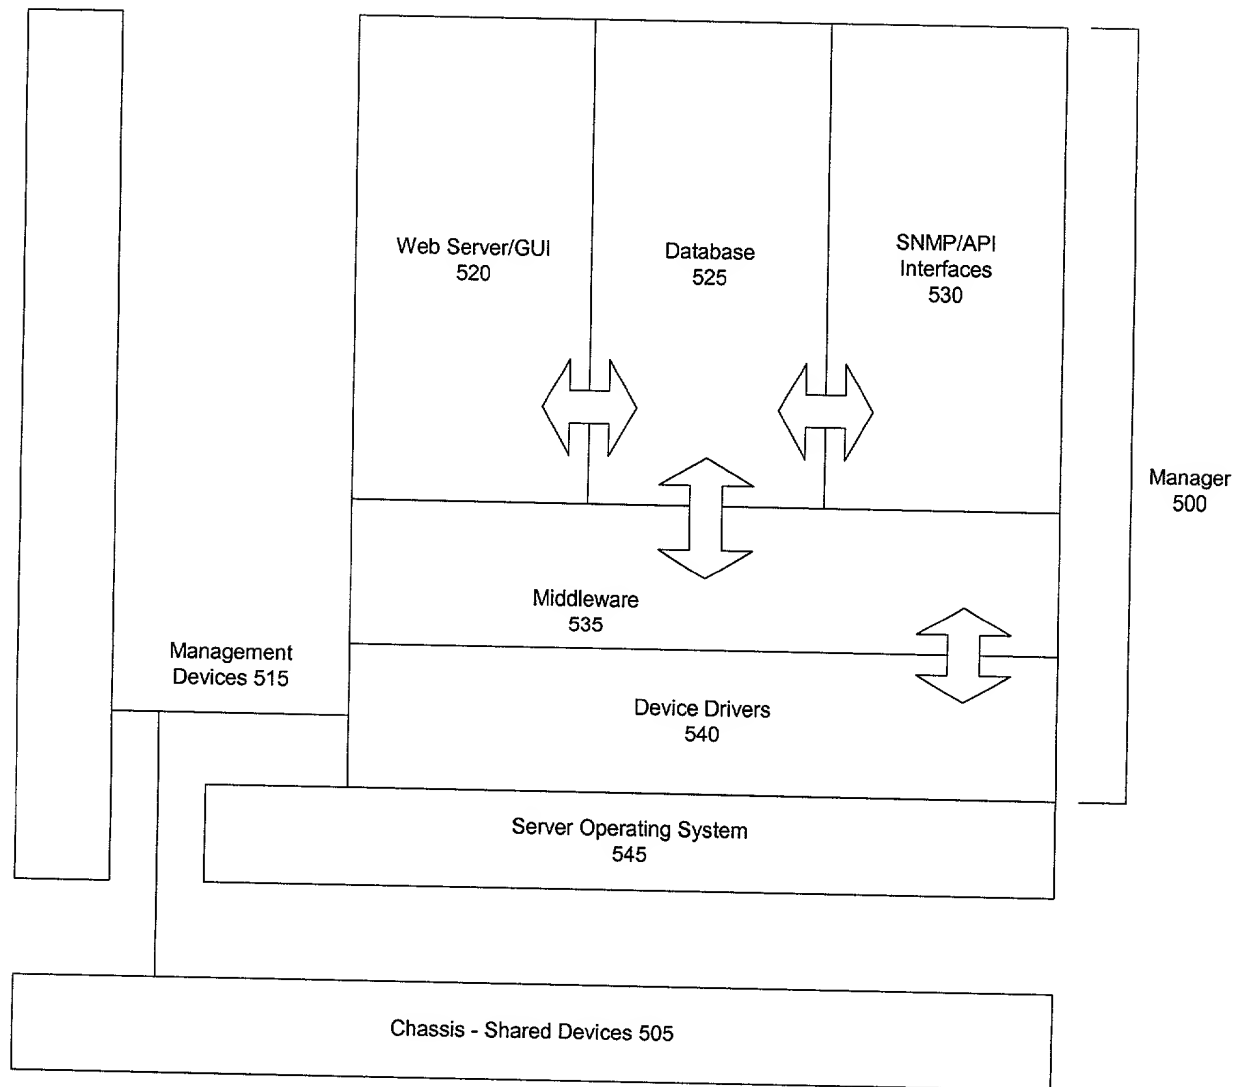 Web Server/GUI
520
Database
525
SNMP/API
Interfaces
530
Manager
500
Middleware
535
Management
Devices 515
Device Drivers
540
Server Operating System
545
Chassis - Shared Devices 505